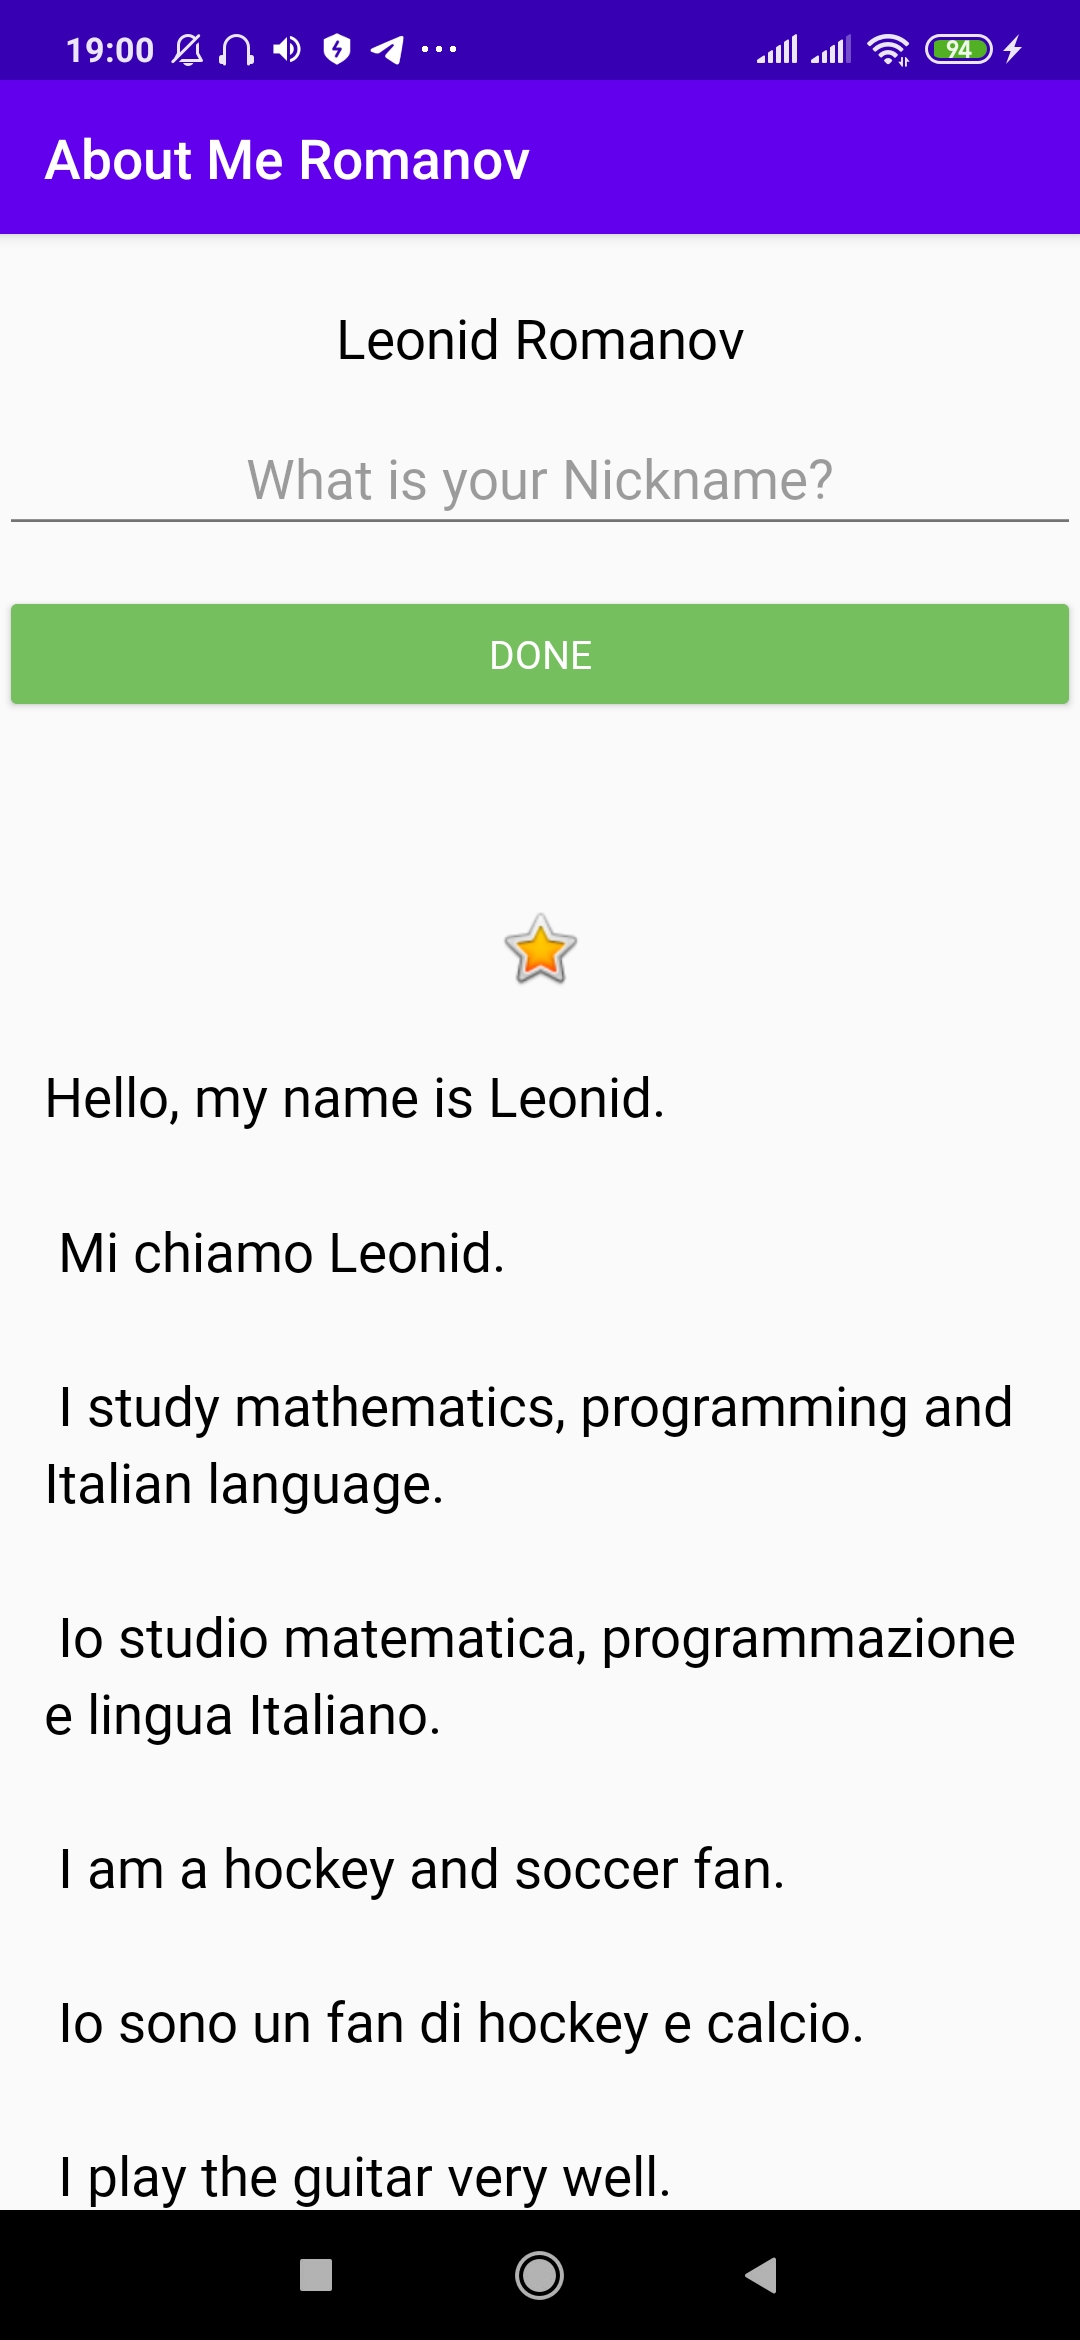 19:00
94
About Me Romanov
Leonid Romanov
What is your Nickname?
DONE
Hello, my name is Leonid.
Mi chiamo Leonid.
I study mathematics, programming and
Italian language.
Io studio matematica, programmazione
e lingua Italiano.
I am a hockey and soccer fan.
Io sono un fan di hockey e calcio.
I play the guitar very well.